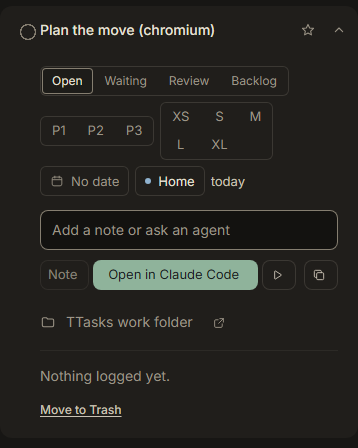 Plan the move (chromium)
Open Waiting Review Backlog
P1 P2 P3
XS S M
L XL
No date Home today
Add a note or ask an agent
Note Open in Claude Code
TTasks work folder
Nothing logged yet.
Move to Trash